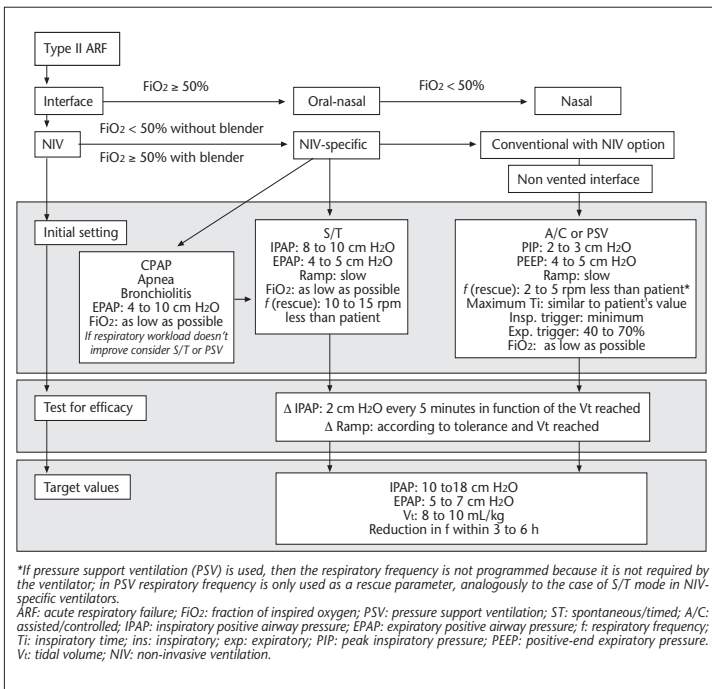 Type II ARF
Interface
FiO2 ≥ 50%
Oral-nasal
FiO2 < 50%
Nasal
NIV
FiO2 < 50% without blender
FiO2 ≥ 50% with blender
NIV-specific
Conventional with NIV option
Non vented interface
Initial setting
CPAP
Apnea
Bronchiolitis
EPAP: 4 to 10 cm H2O
FiO2: as low as possible
If respiratory workload doesn't
improve consider S/T or PSV
S/T
IPAP: 8 to 10 cm H2O
EPAP: 4 to 5 cm H2O
Ramp: slow
FiO2: as low as possible
f (rescue): 10 to 15 rpm
less than patient
A/C or PSV
PIP: 2 to 3 cm H2O
PEEP: 4 to 5 cm H2O
Ramp: slow
f (rescue): 2 to 5 rpm less than patient*
Maximum Ti: similar to patient's value
Insp. trigger: minimum
Exp. trigger: 40 to 70%
FiO2: as low as possible
Test for efficacy
Δ IPAP: 2 cm H2O every 5 minutes in function of the Vt reached
Δ Ramp: according to tolerance and Vt reached
Target values
IPAP: 10 to18 cm H2O
EPAP: 5 to 7 cm H2O
Vt: 8 to 10 mL/kg
Reduction in f within 3 to 6 h
*If pressure support ventilation (PSV) is used, then the respiratory frequency is not programmed because it is not required by
the ventilator; in PSV respiratory frequency is only used as a rescue parameter, analogously to the case of S/T mode in NIV-
specific ventilators.
ARF: acute respiratory failure; FiO2: fraction of inspired oxygen; PSV: pressure support ventilation; ST: spontaneous/timed; A/C:
assisted/controlled; IPAP: inspiratory positive airway pressure; EPAP: expiratory positive airway pressure; f: respiratory frequency;
Ti: inspiratory time; ins: inspiratory; exp: expiratory; PIP: peak inspiratory pressure; PEEP: positive-end expiratory pressure.
Vt: tidal volume; NIV: non-invasive ventilation.